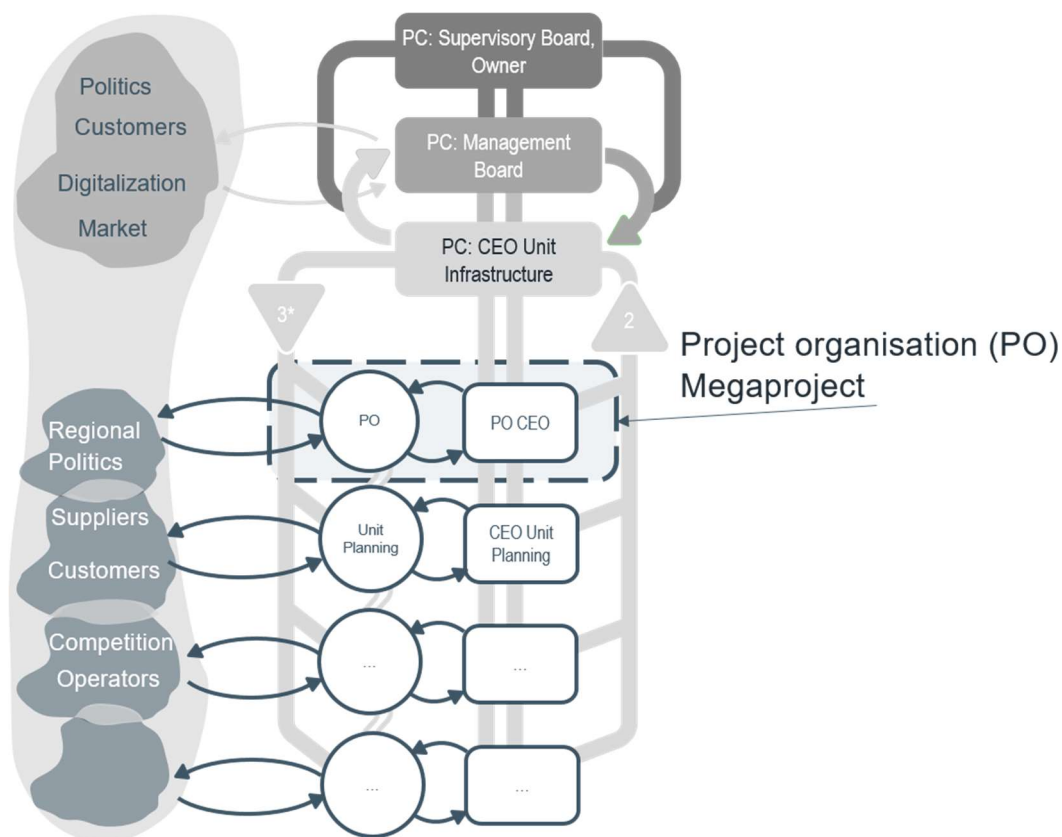 PC: Supervisory Board,
Owner
Politics
Customers
Digitalization
Market
PC: Management
Board
PC: CEO Unit
Infrastructure
3*
2
Project organisation (PO)
Megaproject
Regional
Politics
PO
PO CEO
Suppliers
Customers
Unit
Planning
CEO Unit
Planning
Competition
Operators
...
...
...
...